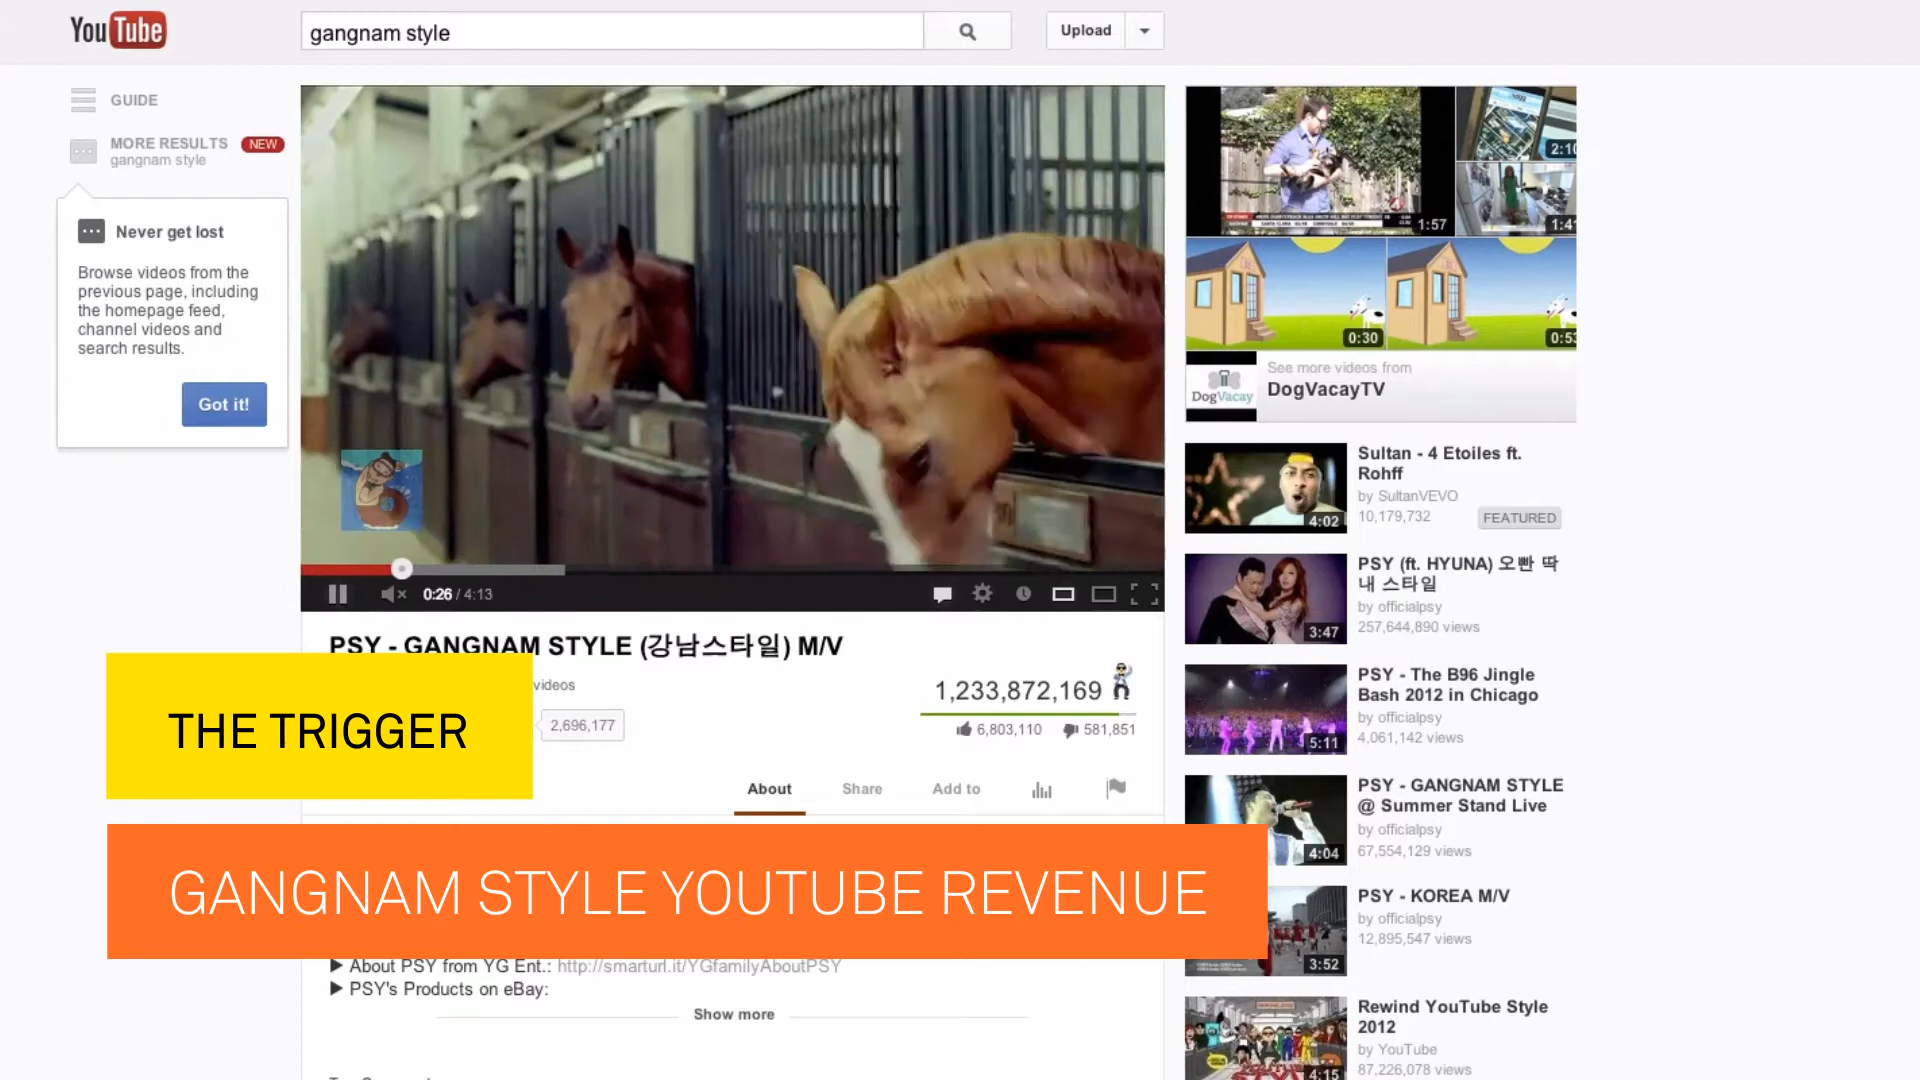 YouTube
gangnam style
Upload
GUIDE
MORE RESULTS NEW
gangnam style
Never get lost
Browse videos from the
previous page, including
the homepage feed,
channel videos and
search results.
Got it!
0:26 / 4:13
PSY - GANGNAM STYLE (강남스타일) M/V
videos
2,696,177
1,233,872,169
6,803,110 581,851
About Share Add to
THE TRIGGER
GANGNAM STYLE YOUTUBE REVENUE
▶ About PSY from YG Ent.: http://smarturl.it/YGfamilyAboutPSY
▶ PSY's Products on eBay:
Show more
1:57
2:10
1:4
0:30
0:53
See more videos from
DogVacayTV
DogVacay
Sultan - 4 Etoiles ft.
Rohff
by SultanVEVO
10,179,732 FEATURED
4:02
PSY (ft. HYUNA) 오빤 딱
내 스타일
by officialpsy
257,644,890 views
3:47
PSY - The B96 Jingle
Bash 2012 in Chicago
by officialpsy
4,061,142 views
5:11
PSY - GANGNAM STYLE
@ Summer Stand Live
by officialpsy
67,554,129 views
4:04
PSY - KOREA M/V
by officialpsy
12,895,547 views
3:52
Rewind YouTube Style
2012
by YouTube
87,226,078 views
4:15